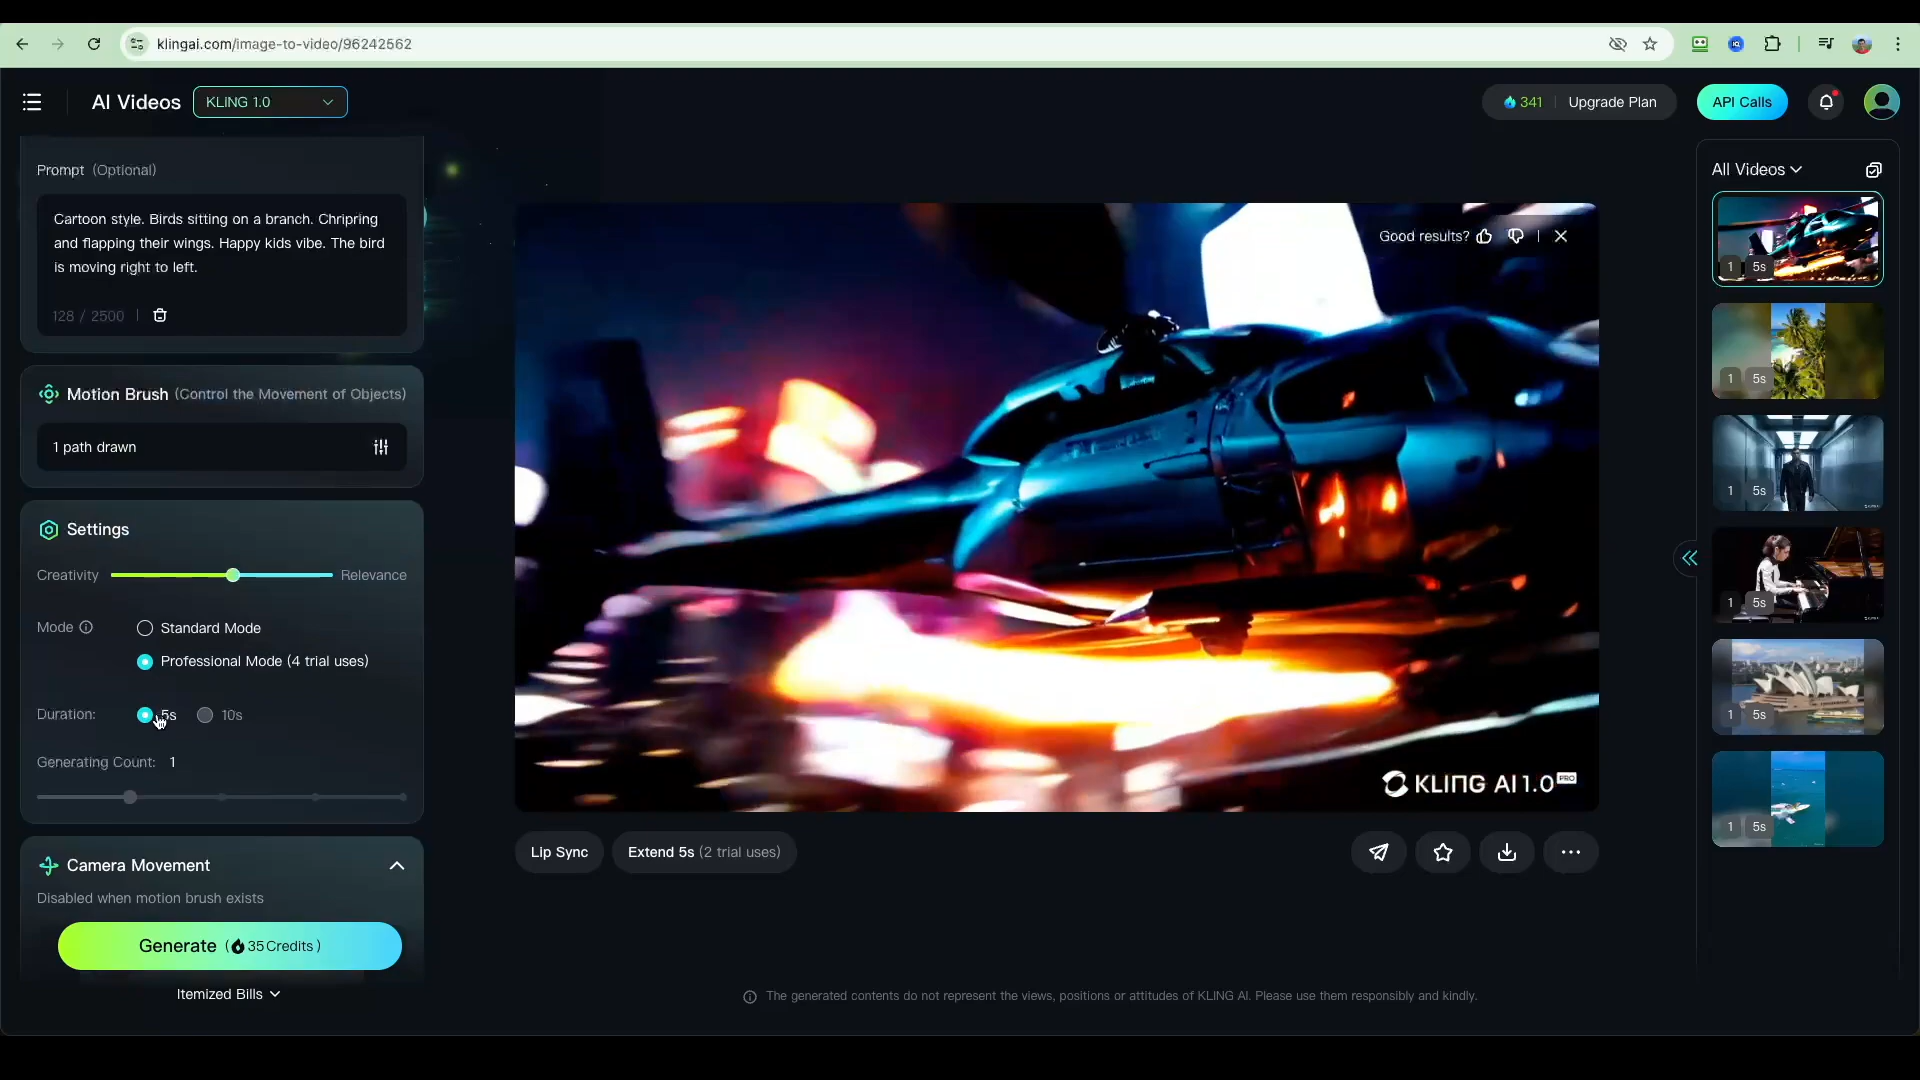 klingai.com/image-to-video/96242562
AI Videos
KLING 1.0
341
Upgrade Plan
API Calls
Prompt (Optional)
Cartoon style. Birds sitting on a branch. Chripring
and flapping their wings. Happy kids vibe. The bird
is moving right to left.
128 / 2500
Motion Brush (Control the Movement of Objects)
1 path drawn
Settings
Creativity
Relevance
Mode
Standard Mode
Professional Mode (4 trial uses)
Duration:
5s
10s
Generating Count: 1
Camera Movement
Disabled when motion brush exists
Generate ( 35 Credits )
Itemized Bills
Good results?
KLING AI 1.0 PRO
Lip Sync
Extend 5s (2 trial uses)
The generated contents do not represent the views, positions or attitudes of KLING AI. Please use them responsibly and kindly.
All Videos
1 5s
1 5s
1 5s
1 5s
1 5s
1 5s